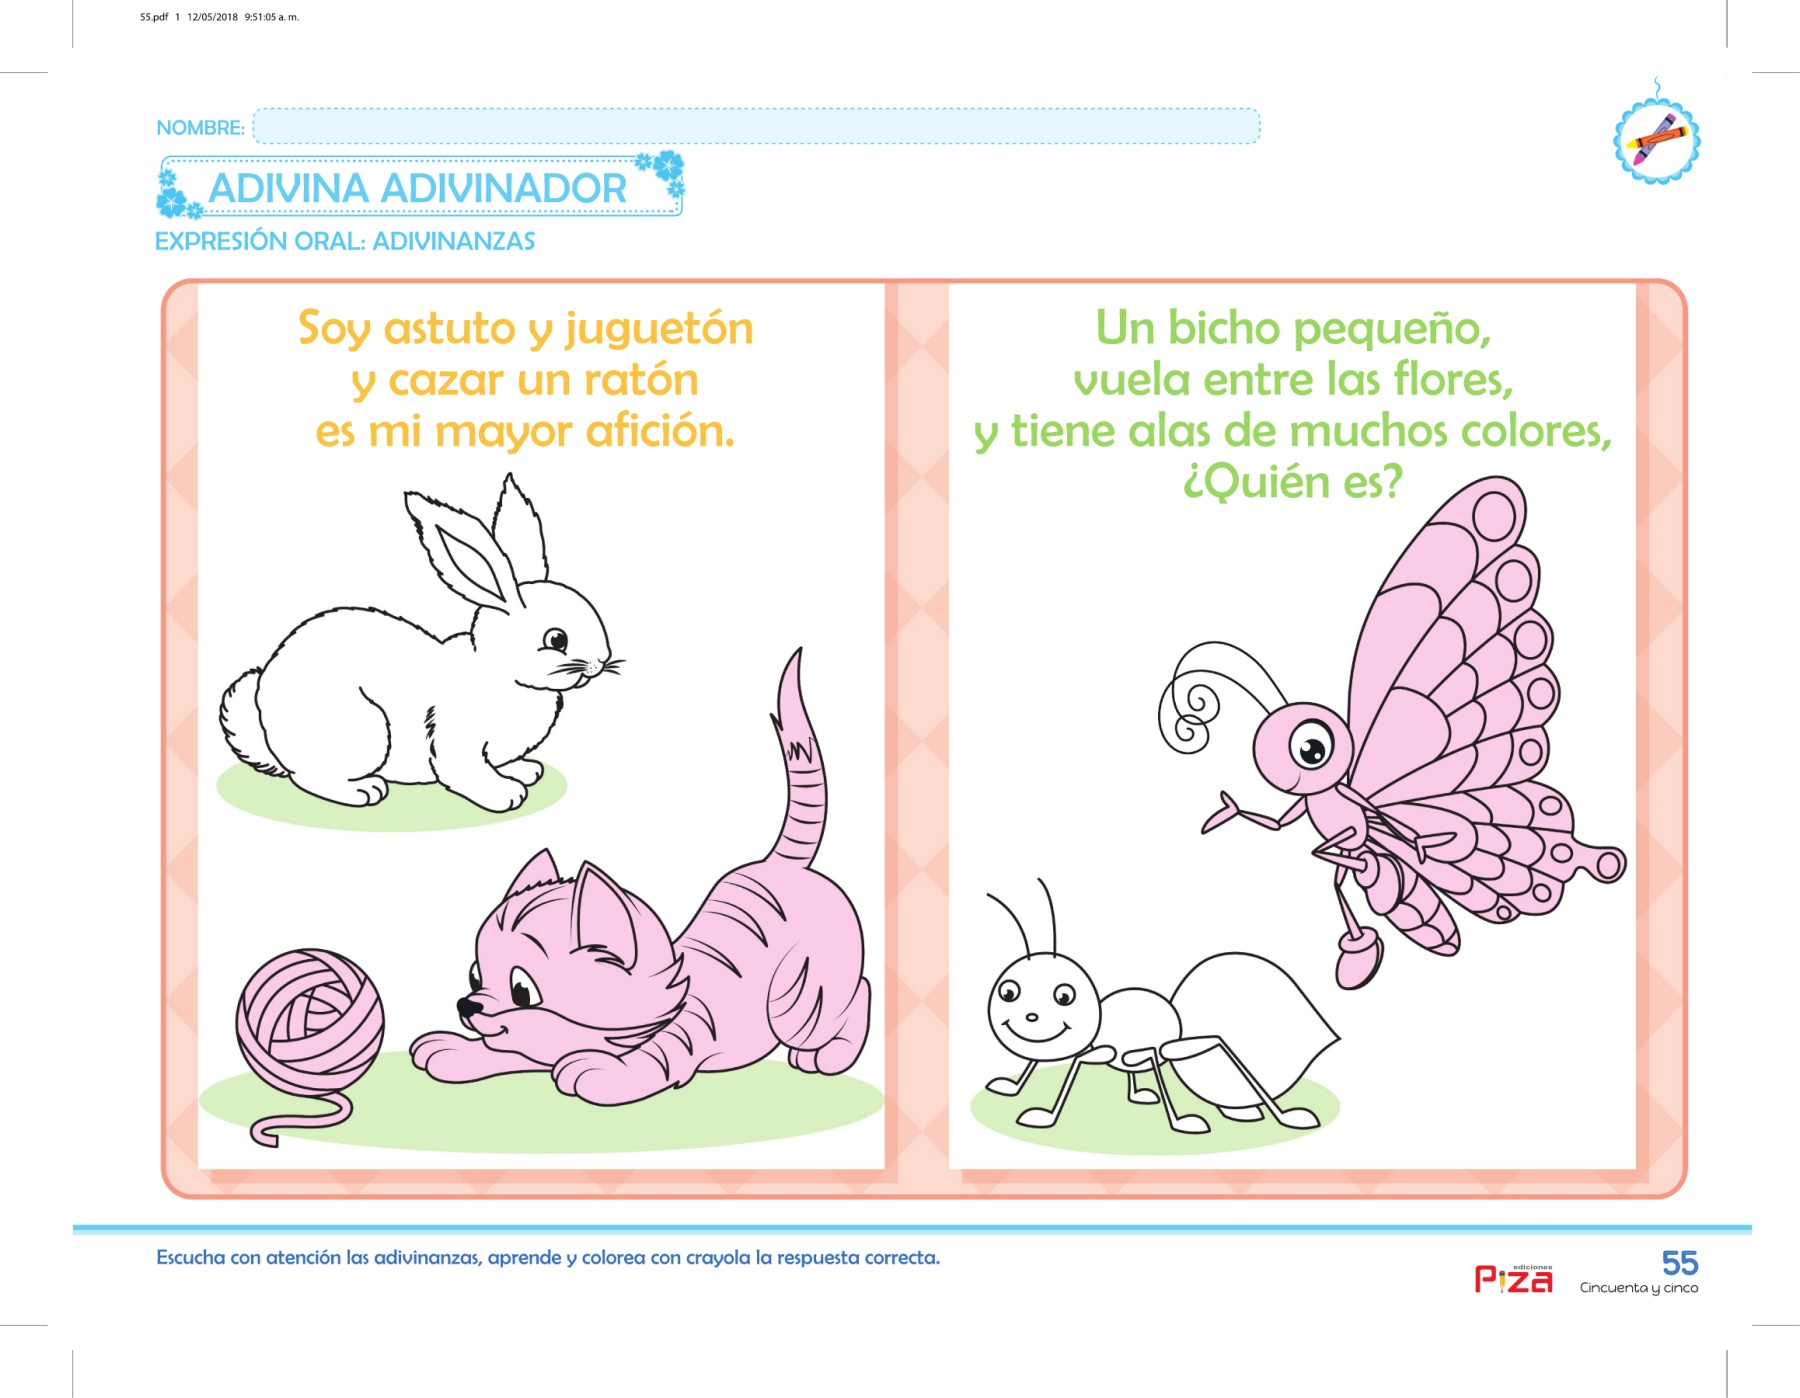 55.pdf 1 12/05/2018 9:51:05 a. m.
NOMBRE:
ADIVINA ADIVINADOR
EXPRESIÓN ORAL: ADIVINANZAS
Soy astuto y juguetón
y cazar un ratón
es mi mayor afición.
Un bicho pequeño,
vuela entre las flores,
y tiene alas de muchos colores,
¿Quién es?
Escucha con atención las adivinanzas, aprende y colorea con crayola la respuesta correcta.
ediciones
Piza
55
Cincuenta y cinco